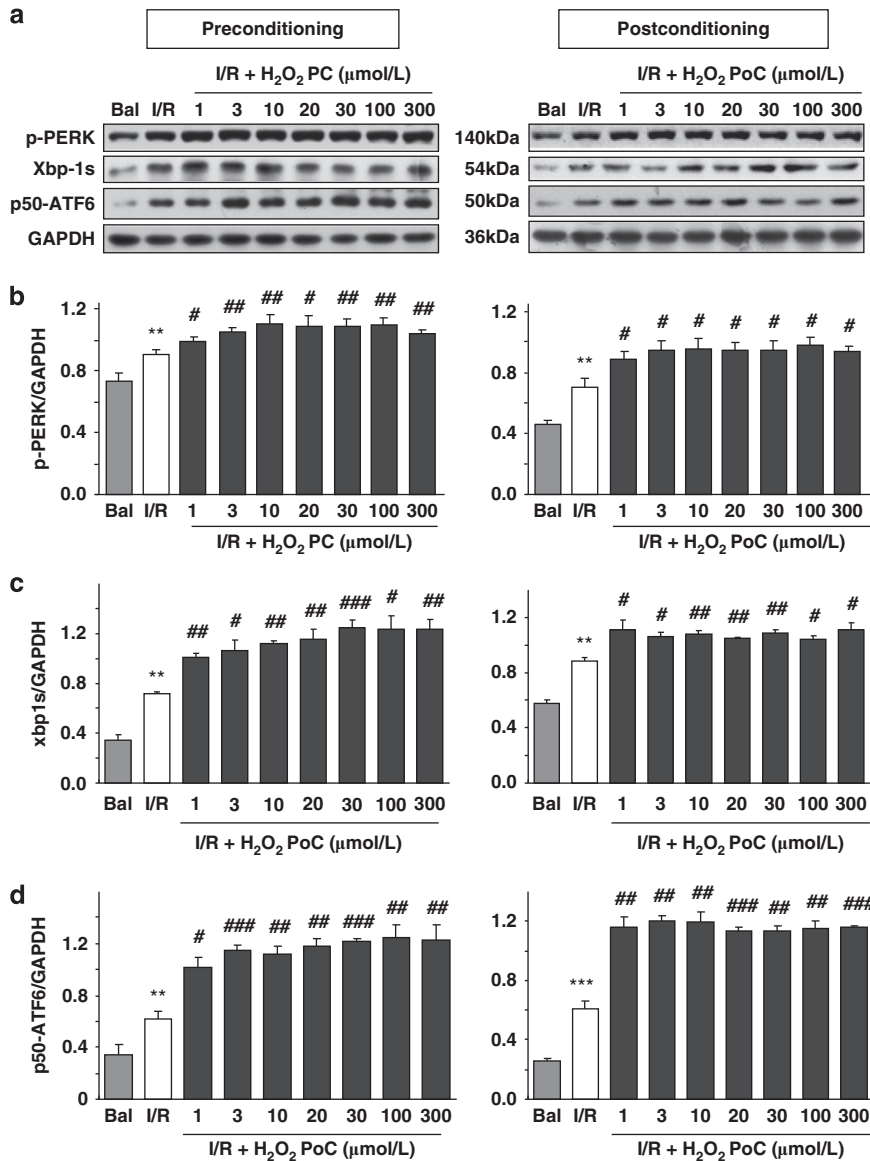 a
Preconditioning
Postconditioning
I/R + H₂O₂ PC (μmol/L)
I/R + H₂O₂ PoC (μmol/L)
Bal I/R 1 3 10 20 30 100 300
Bal I/R 1 3 10 20 30 100 300
p-PERK
140kDa
Xbp-1s
54kDa
p50-ATF6
50kDa
GAPDH
36kDa
b
p-PERK/GAPDH
1.2
0.8
0.4
0.0
** # ## ## # ## ## ##
Bal I/R 1 3 10 20 30 100 300
I/R + H₂O₂ PC (μmol/L)
1.2
0.8
0.4
0.0
** # # # # # # #
Bal I/R 1 3 10 20 30 100 300
I/R + H₂O₂ PoC (μmol/L)
c
xbp1s/GAPDH
1.6
1.2
0.8
0.4
0.0
** ## # ## ## ### # ##
Bal I/R 1 3 10 20 30 100 300
I/R + H₂O₂ PoC (μmol/L)
1.2
0.8
0.4
0.0
** # # ## ## ## # #
Bal I/R 1 3 10 20 30 100 300
I/R + H₂O₂ PoC (μmol/L)
d
p50-ATF6/GAPDH
1.6
1.2
0.8
0.4
0
** # ### ## ## ### ## ##
Bal I/R 1 3 10 20 30 100 300
I/R + H₂O₂ PoC (μmol/L)
1.2
0.8
0.4
0.0
*** ## ## ## ### ## ## ###
Bal I/R 1 3 10 20 30 100 300
I/R + H₂O₂ PoC (μmol/L)